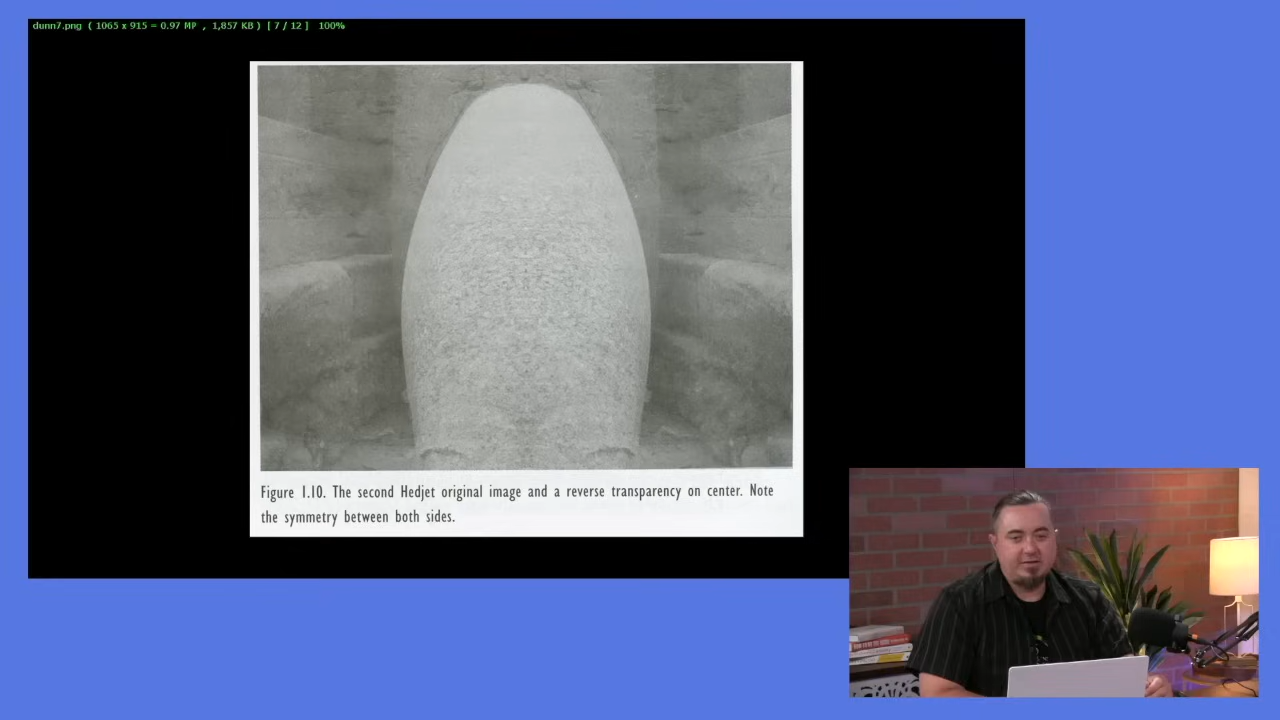 dunn7.png ( 1065 x 915 = 0.97 MP , 1,857 KB ) [ 7 / 12 ] 100%
Figure 1.10. The second Hedjet original image and a reverse transparency on center. Note
the symmetry between both sides.